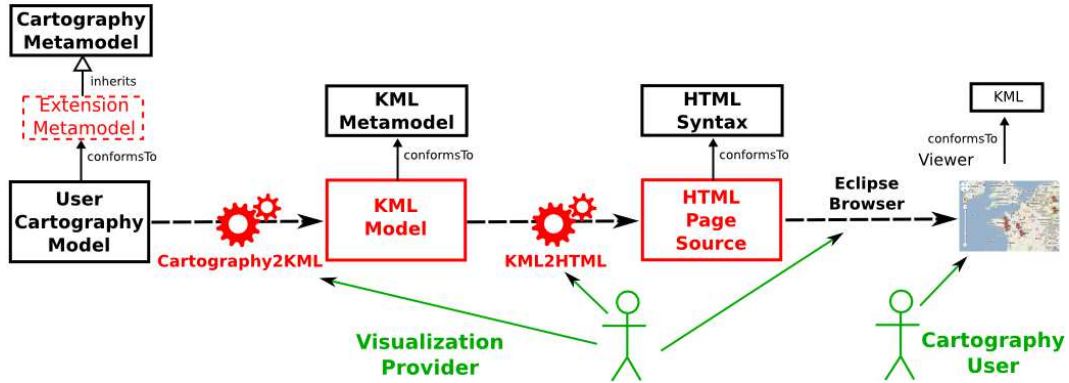 Cartography
Metamodel
inherits
Extension
Metamodel
conformsTo
User
Cartography
Model
Cartography2KML
KML
Metamodel
conformsTo
KML
Model
KML2HTML
HTML
Syntax
conformsTo
HTML
Page
Source
Eclipse
Browser
KML
conformsTo
Viewer
Visualization
Provider
Cartography
User